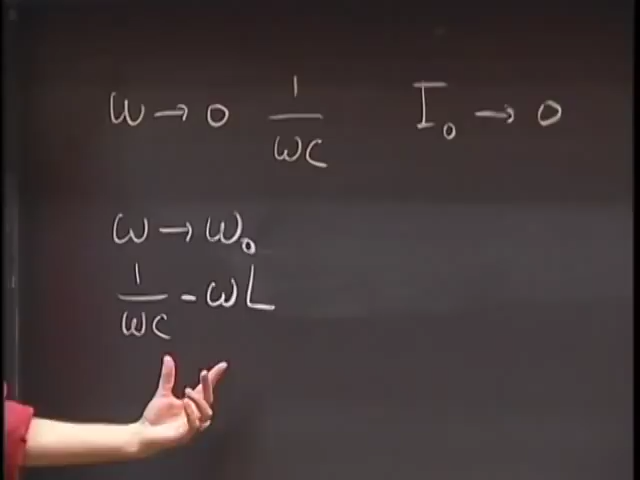 ω → 0 1/ωC I₀ → 0
ω → ω₀
1/ωC - ωL